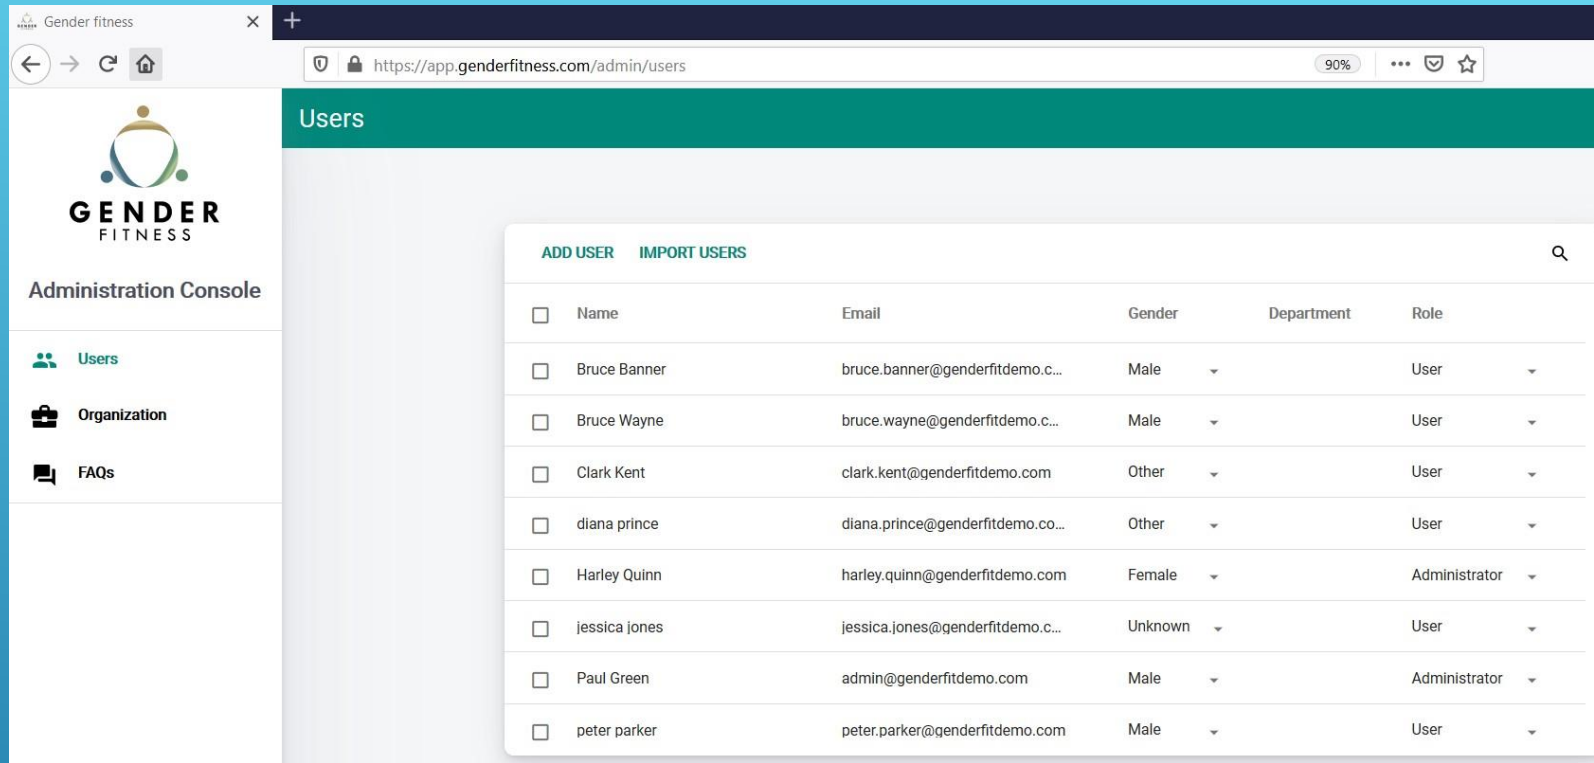 Gender fitness
https://app.genderfitness.com/admin/users
90%
GENDER
FITNESS
Administration Console
Users
Organization
FAQs
Users
ADD USER IMPORT USERS
Name Email Gender Department Role
Bruce Banner bruce.banner@genderfitdemo.c... Male User
Bruce Wayne bruce.wayne@genderfitdemo.c... Male User
Clark Kent clark.kent@genderfitdemo.com Other User
diana prince diana.prince@genderfitdemo.co... Other User
Harley Quinn harley.quinn@genderfitdemo.com Female Administrator
jessica jones jessica.jones@genderfitdemo.c... Unknown User
Paul Green admin@genderfitdemo.com Male Administrator
peter parker peter.parker@genderfitdemo.com Male User